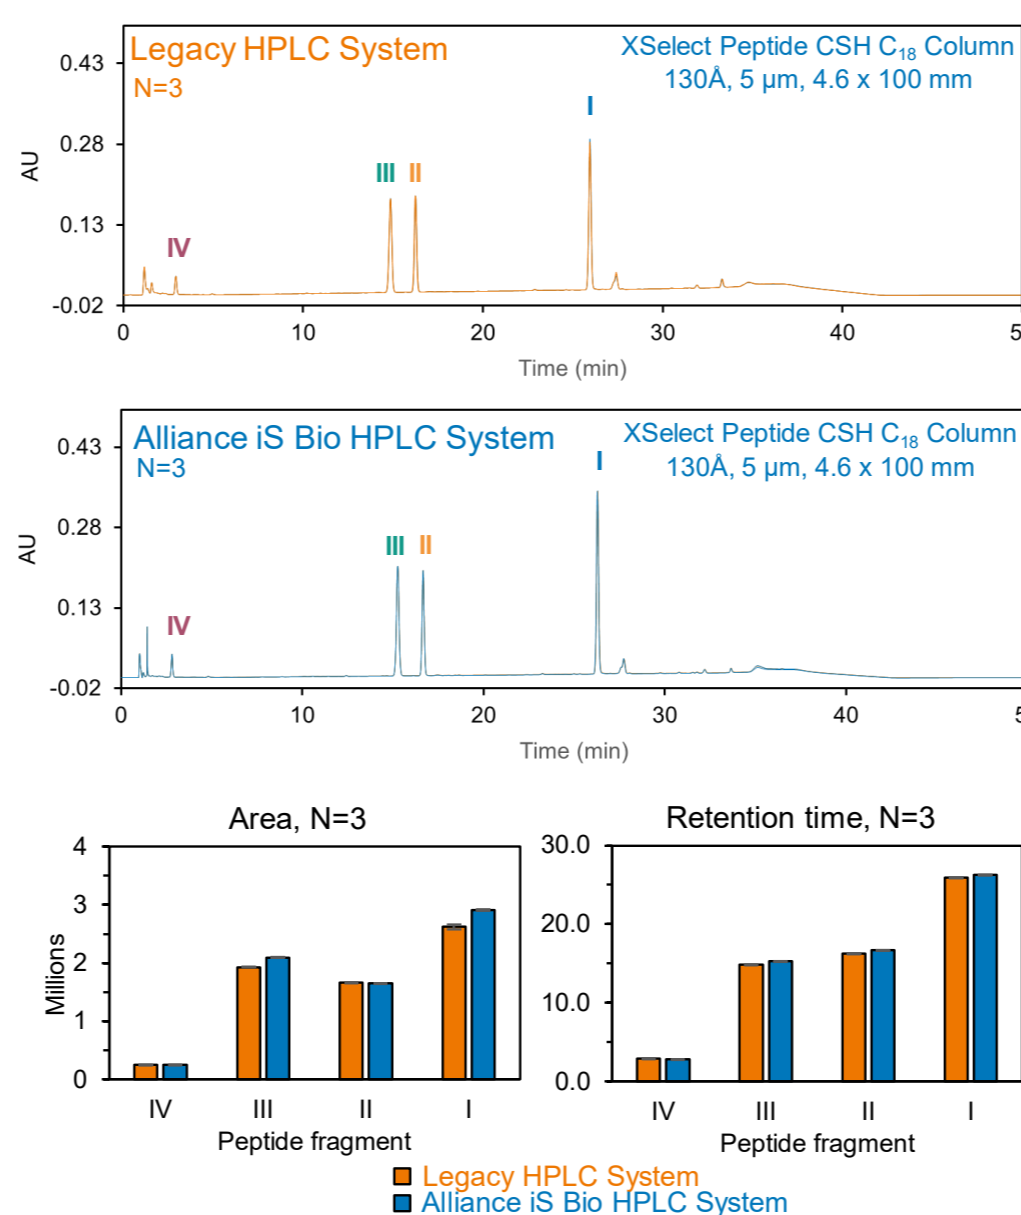 Legacy HPLC System
N=3
XSelect Peptide CSH C18 Column
130Å, 5 µm, 4.6 x 100 mm
AU
0.43
0.28
0.13
-0.02
IV
III
II
I
0 10 20 30 40 5
Time (min)
Alliance iS Bio HPLC System
N=3
XSelect Peptide CSH C18 Column
130Å, 5 µm, 4.6 x 100 mm
AU
0.43
0.28
0.13
-0.02
IV
III
II
I
0 10 20 30 40 5
Time (min)
Area, N=3
Millions
4
3
2
1
0
IV III II I
Peptide fragment
Retention time, N=3
30.0
20.0
10.0
0.0
IV III II I
Peptide fragment
Legacy HPLC System
Alliance iS Bio HPLC System